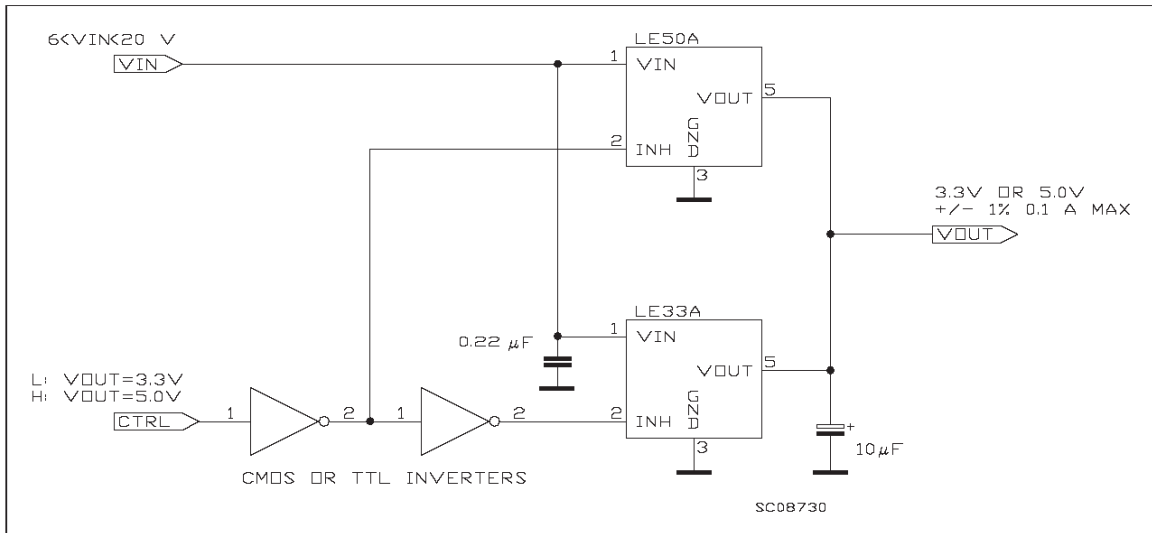 6<VIN<20 V
VIN
LE50A
1
VIN
VOUT
5
2
INH
GND
3
3.3V OR 5.0V
+/- 1% 0.1 A MAX
VOUT
LE33A
1
VIN
0.22 µF
VOUT
5
L: VOUT=3.3V
H: VOUT=5.0V
CTRL
1
2
1
2
2
INH
GND
3
+
10µF
CMOS OR TTL INVERTERS
SC08730